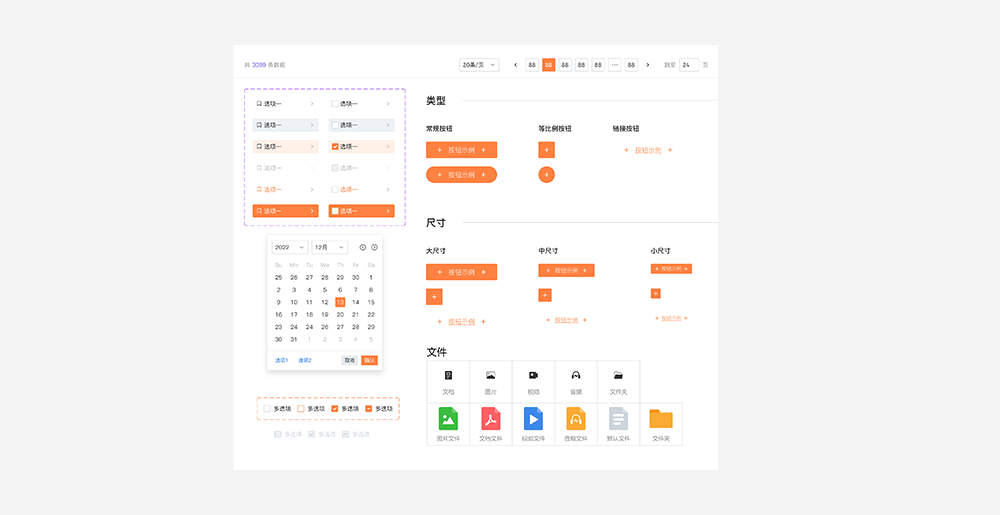 共 3099 条数据 20条/页 88 88 88 88 88 ··· 88 跳至 24 页
选项一 选项一
选项一 选项一
选项一 选项一
选项一 选项一
选项一 选项一
选项一 选项一
2022 12月
Su Mo Tu We Th Fr Sa
25 26 27 28 29 30 1
2 3 4 5 6 7 8
9 10 11 12 13 14 15
16 17 18 19 20 21 22
23 24 24 26 27 28 29
30 31 1 2 3 4 5
选项1 选项2 取消 确认
多选项 多选项 多选项 多选项
多选项 多选项 多选项
类型
常规按钮 等比例按钮 链接按钮
+ 按钮示例 + + + 按钮示例 +
+ 按钮示例 + +
尺寸
大尺寸 中尺寸 小尺寸
+ 按钮示例 + + 按钮示例 + + 按钮示例 +
+ + +
+ 按钮示例 + + 按钮示例 + + 按钮示例 +
文件
文档 图片 视频 音频 文件夹
图片文件 文档文件 视频文件 音频文件 默认文件 文件夹